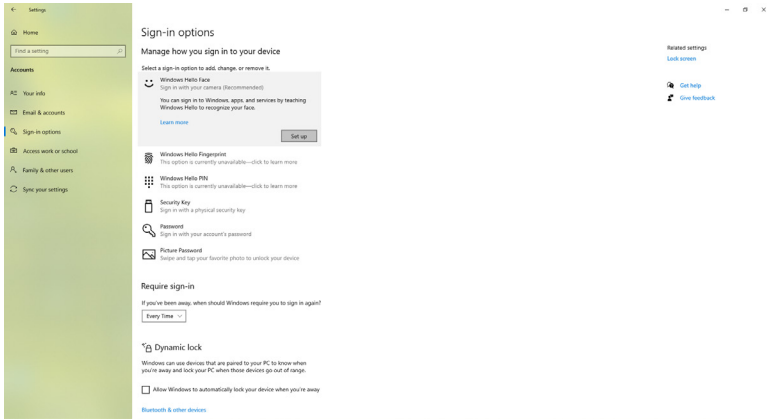 Settings
Home
Find a setting
Accounts
Your info
Email & accounts
Sign-in options
Access work or school
Family & other users
Sync your settings
Sign-in options
Manage how you sign in to your device
Select a sign-in option to add, change, or remove it.
Windows Hello Face
Sign in with your camera (Recommended)
You can sign in to Windows, apps, and services by teaching
Windows Hello to recognize your face.
Learn more
Set up
Windows Hello Fingerprint
This option is currently unavailable—click to learn more
Windows Hello PIN
This option is currently unavailable—click to learn more
Security Key
Sign in with a physical security key
Password
Sign in with your account's password
Picture Password
Swipe and tap your favorite photo to unlock your device
Require sign-in
If you've been away, when should Windows require you to sign in again?
Every Time
Dynamic lock
Windows can use devices that are paired to your PC to know when
you're away and lock your PC when those devices go out of range.
Allow Windows to automatically lock your device when you're away
Bluetooth & other devices
Related settings
Lock screen
Get help
Give feedback